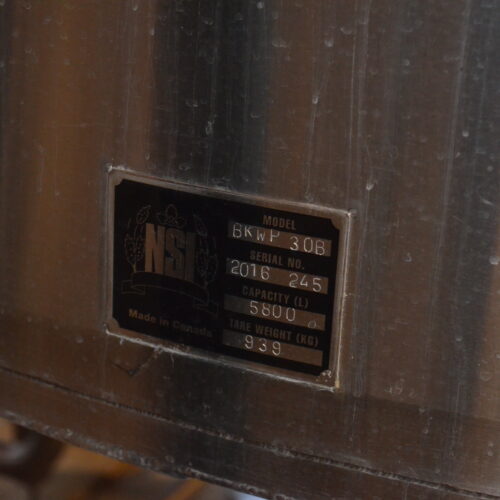 NSI
Made in Canada
MODEL
BKWP 30B
SERIAL NO.
2016 245
CAPACITY (L)
5800
TARE WEIGHT (KG)
939